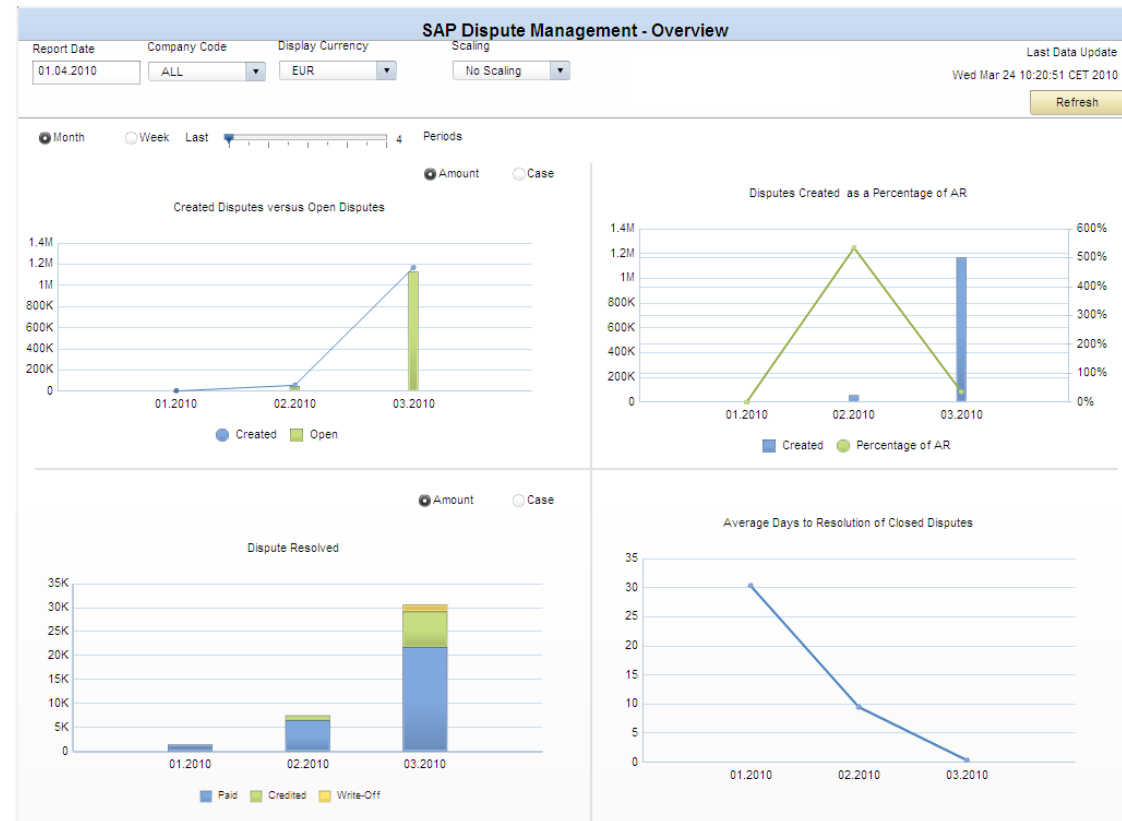 SAP Dispute Management - Overview
Report Date
Company Code
Display Currency
Scaling
Last Data Update
01.04.2010
ALL
EUR
No Scaling
Wed Mar 24 10:20:51 CET 2010
Refresh
Month
Week
Last
4
Periods
Amount
Case
Created Disputes versus Open Disputes
1.4M
1.2M
1M
800K
600K
400K
200K
0
01.2010
02.2010
03.2010
Created
Open
Disputes Created as a Percentage of AR
1.4M
1.2M
1M
800K
600K
400K
200K
0
600%
500%
400%
300%
200%
100%
0%
01.2010
02.2010
03.2010
Created
Percentage of AR
Amount
Case
Dispute Resolved
35K
30K
25K
20K
15K
10K
5K
0
01.2010
02.2010
03.2010
Paid
Credited
Write-Off
Average Days to Resolution of Closed Disputes
35
30
25
20
15
10
5
0
01.2010
02.2010
03.2010